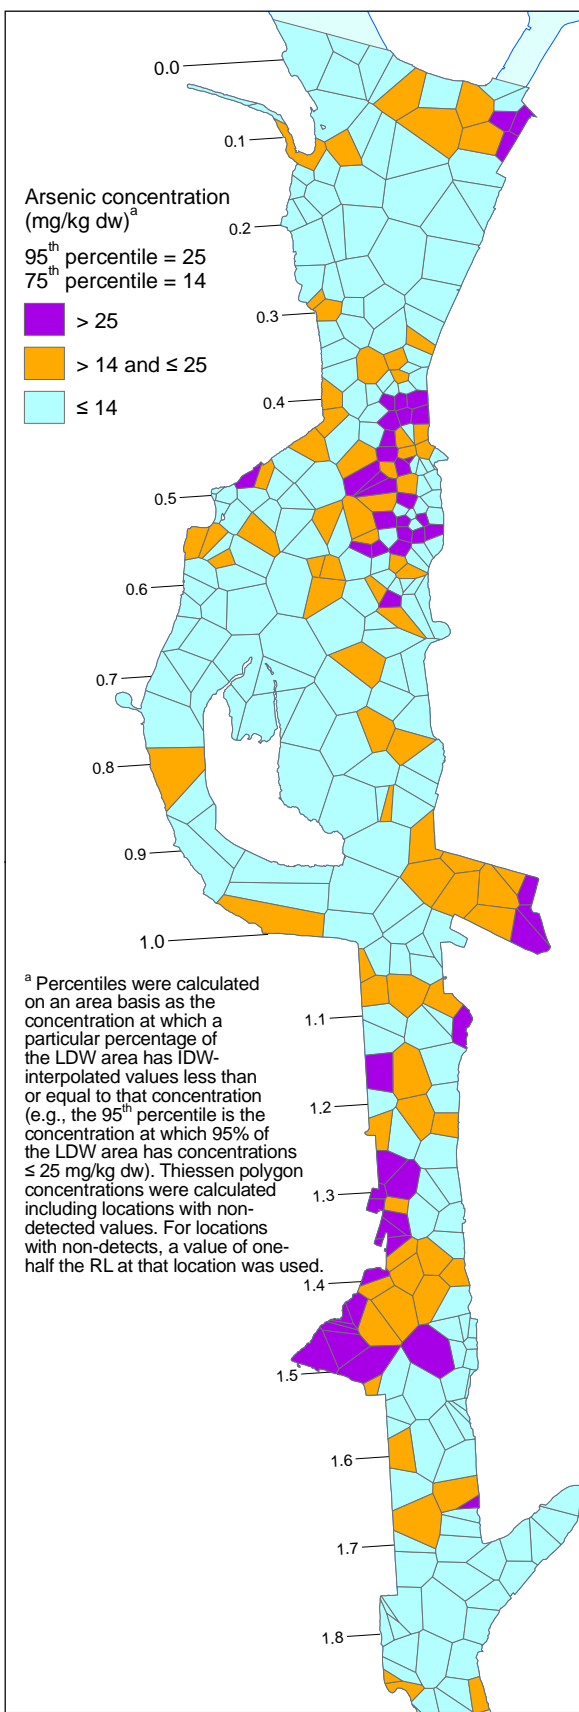 0.0
0.1
Arsenic concentration
(mg/kg dw)ᵃ
0.2
95ᵗʰ percentile = 25
75ᵗʰ percentile = 14
> 25
0.3
> 14 and ≤ 25
≤ 14
0.4
0.5
0.6
0.7
0.8
0.9
1.0
ᵃ Percentiles were calculated
on an area basis as the
concentration at which a
particular percentage of
the LDW area has IDW-
interpolated values less than
or equal to that concentration
(e.g., the 95ᵗʰ percentile is the
concentration at which 95% of
the LDW area has concentrations
≤ 25 mg/kg dw). Thiessen polygon
concentrations were calculated
including locations with non-
detected values. For locations
with non-detects, a value of one-
half the RL at that location was used.
1.1
1.2
1.3
1.4
1.5
1.6
1.7
1.8